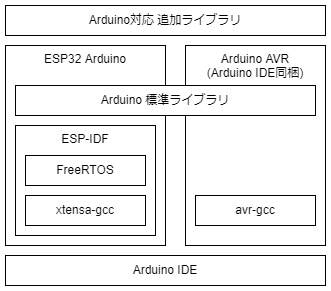 Arduino対応 追加ライブラリ
ESP32 Arduino
Arduino AVR
(Arduino IDE同梱)
Arduino 標準ライブラリ
ESP-IDF
FreeRTOS
xtensa-gcc
avr-gcc
Arduino IDE